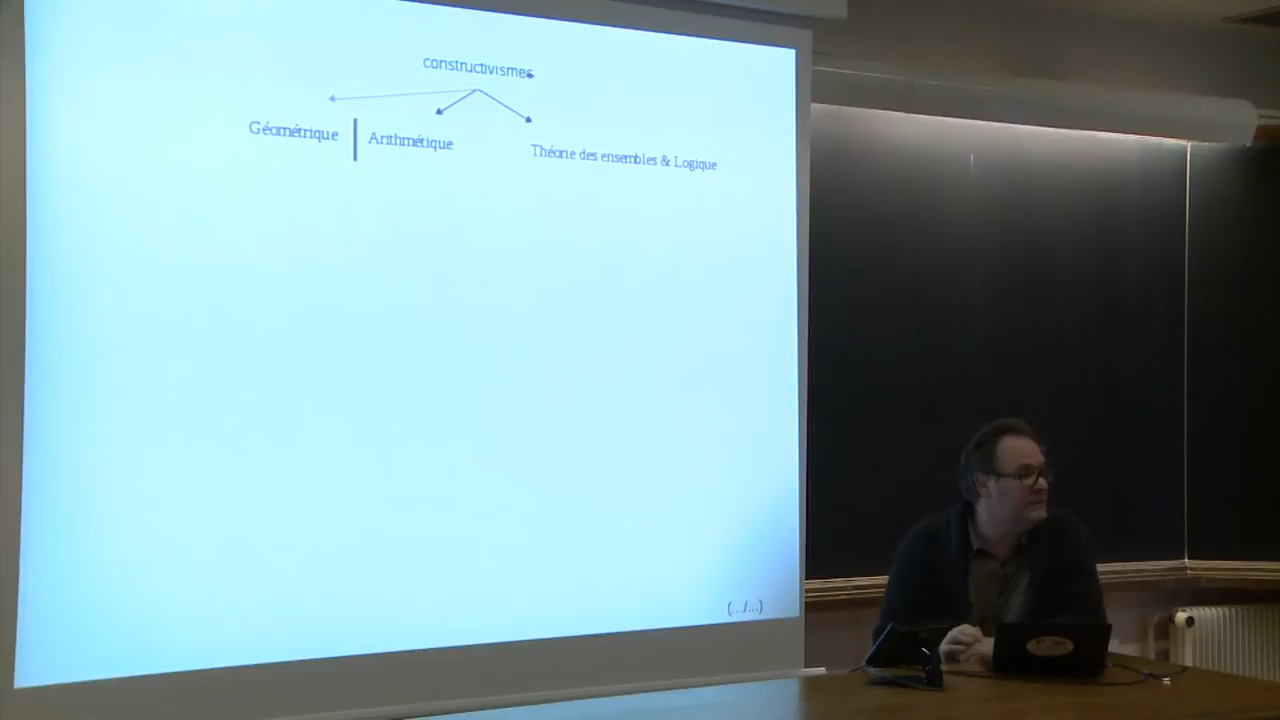 constructivismes
Géométrique
Arithmétique
Théorie des ensembles & Logique
(.../...)